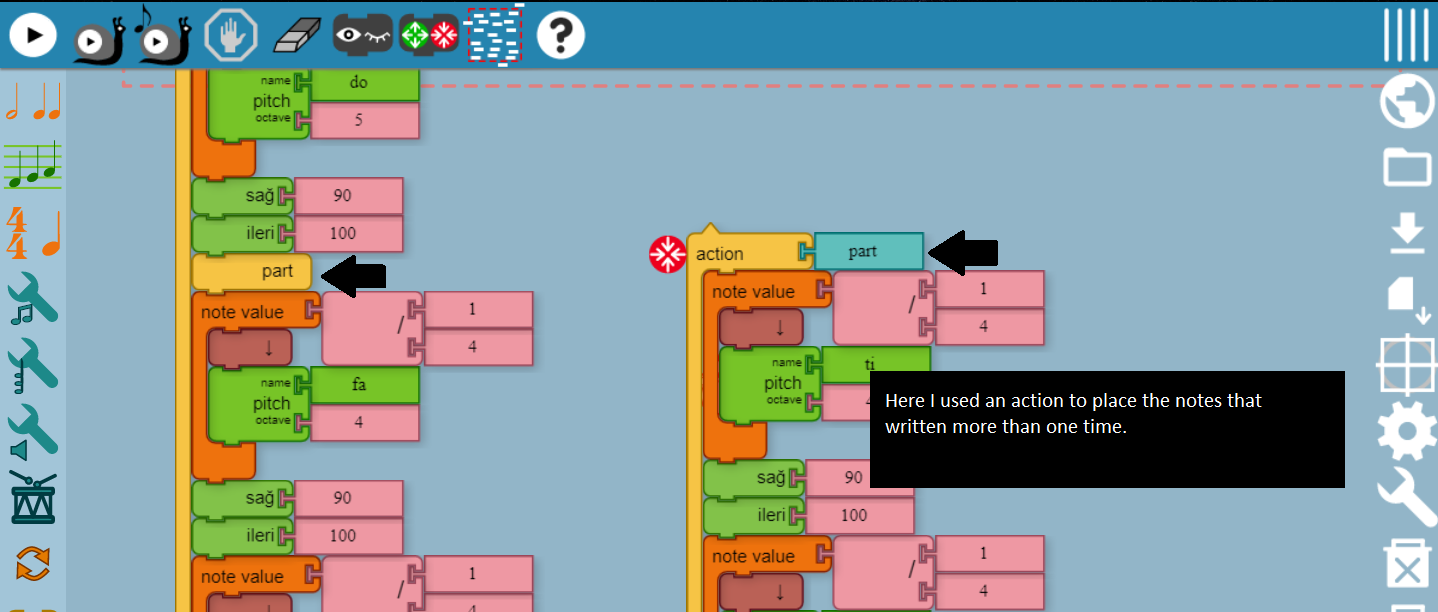 ?
name do
pitch
octave 5
sağ 90
ileri 100
part
note value / 1
4
↓
name fa
pitch
octave 4
sağ 90
ileri 100
note value / 1
4
↓
action part
note value / 1
4
↓
name ti
pitch
octave
sağ 90
ileri 100
note value / 1
4
↓
Here I used an action to place the notes that
written more than one time.
4
4